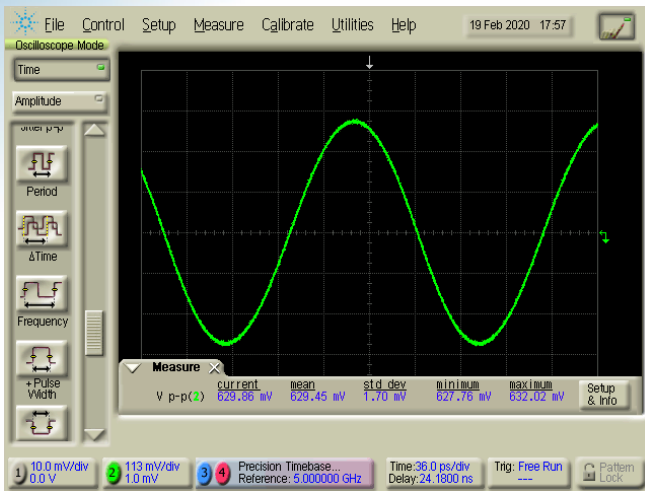 File Control Setup Measure Calibrate Utilities Help 19 Feb 2020 17:57
Oscilloscope Mode
Time
Amplitude
Jitter p-p
Period
ΔTime
Frequency
+ Pulse
Width
Measure
current mean std dev minimum maximum
V p-p(2) 629.86 mV 629.45 mV 1.70 mV 627.76 mV 632.02 mV
Setup
& Info
1) 10.0 mV/div
0.0 V
2) 113 mV/div
1.0 mV
3) 4) Precision Timebase...
Reference: 5.000000 GHz
Time:36.0 ps/div
Delay:24.1800 ns
Trig: Free Run
---
Pattern
Lock